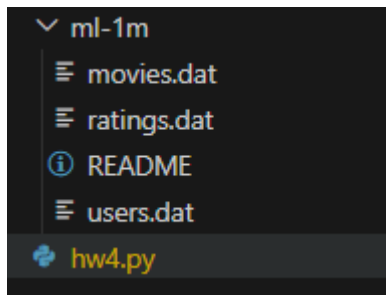 ml-1m
movies.dat
ratings.dat
README
users.dat
hw4.py